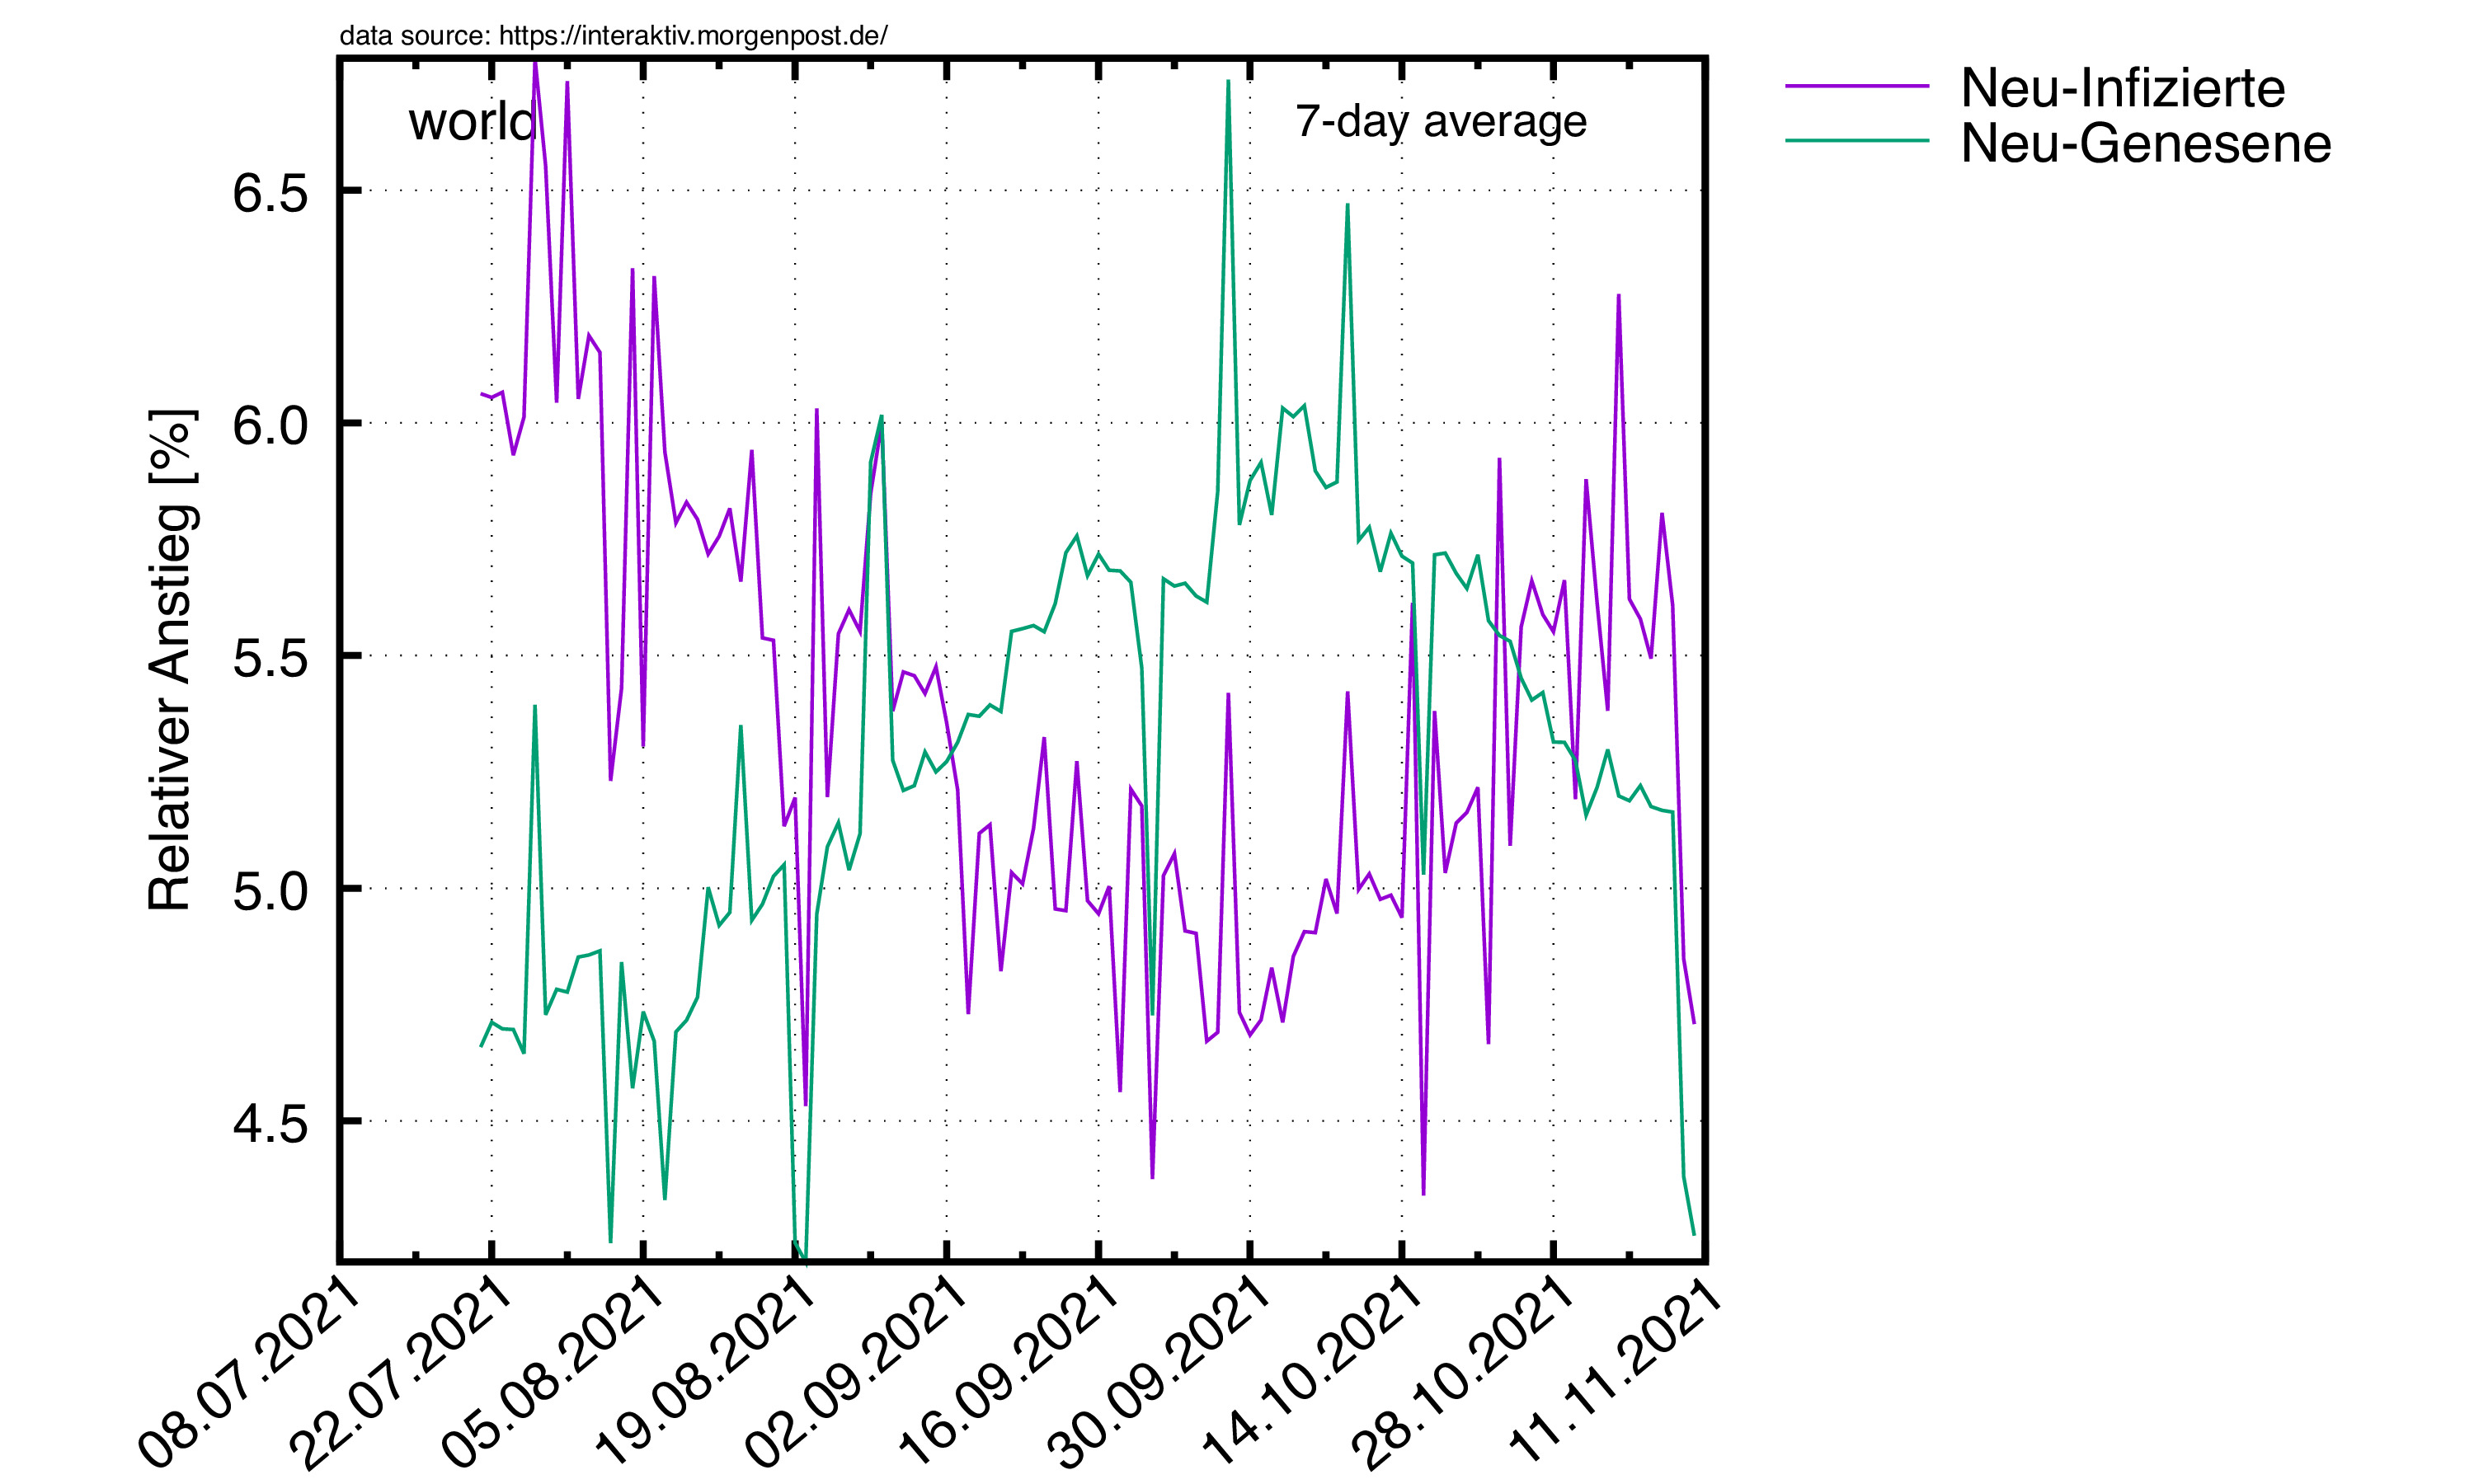 data source: https://interaktiv.morgenpost.de/
world
7-day average
Neu-Infizierte
Neu-Genesene
Relativer Anstieg [%]
6.5
6.0
5.5
5.0
4.5
08.07.2021
22.07.2021
05.08.2021
19.08.2021
02.09.2021
16.09.2021
30.09.2021
14.10.2021
28.10.2021
11.11.2021